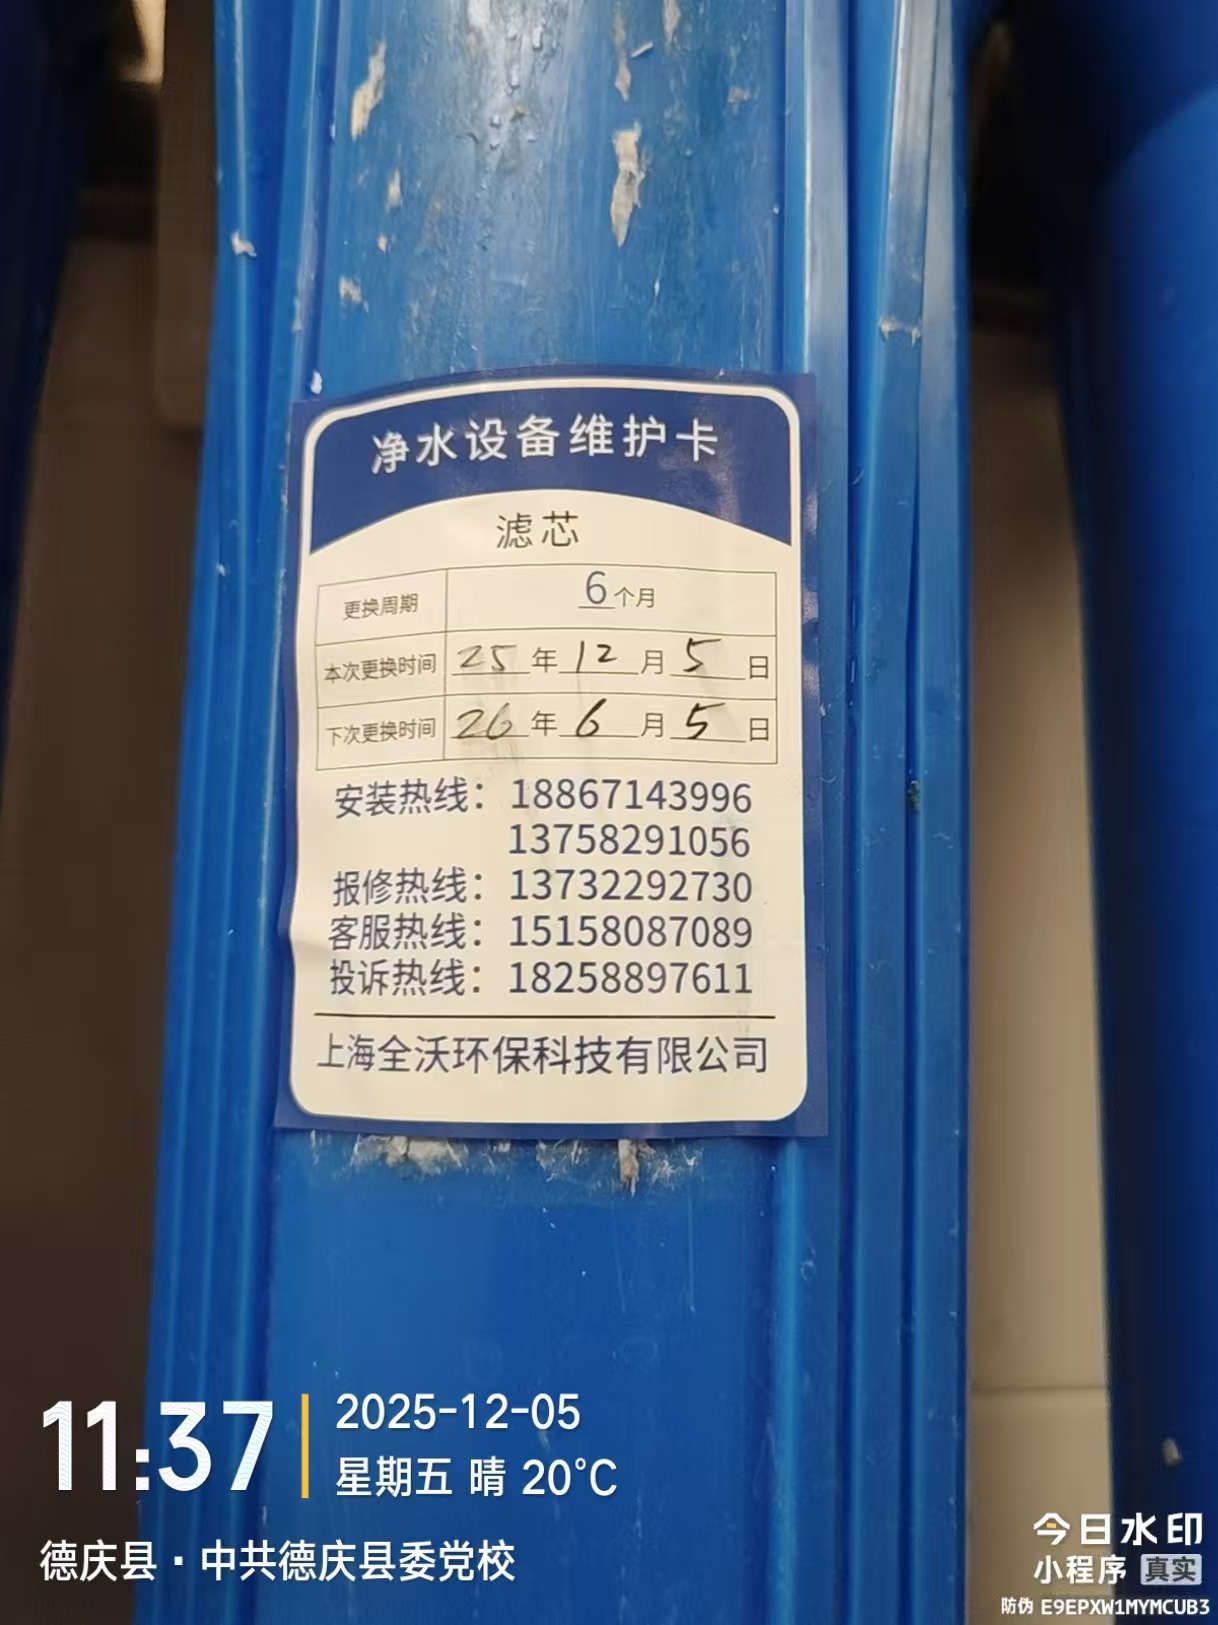 净水设备维护卡
滤芯
更换周期 6个月
本次更换时间 25年12月5日
下次更换时间 26年6月5日
安装热线：18867143996
13758291056
报修热线：13732292730
客服热线：15158087089
投诉热线：18258897611
上海全沃环保科技有限公司
11:37
2025-12-05
星期五 晴 20°C
德庆县·中共德庆县委党校
今日水印
小程序 真实
防伪 E9EPXW1MYMCUB3